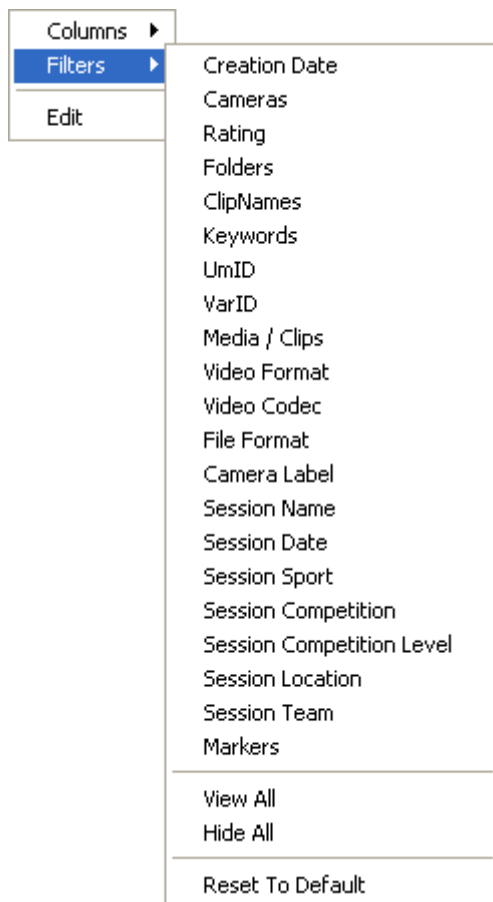 Columns
Filters
Edit
Creation Date
Cameras
Rating
Folders
ClipNames
Keywords
UmID
VarID
Media / Clips
Video Format
Video Codec
File Format
Camera Label
Session Name
Session Date
Session Sport
Session Competition
Session Competition Level
Session Location
Session Team
Markers
View All
Hide All
Reset To Default